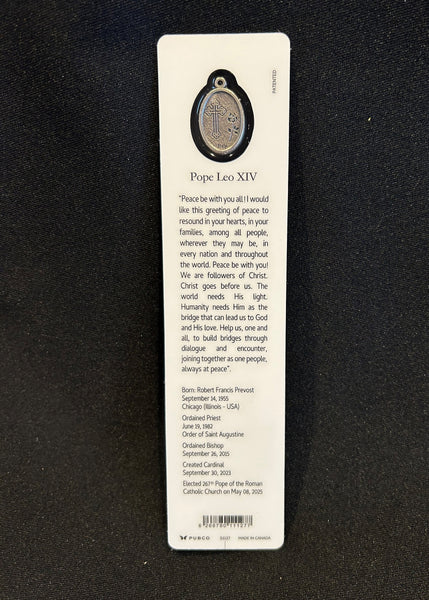 PATENTED
Pope Leo XIV
"Peace be with you all! I would
like this greeting of peace to
resound in your hearts, in your
families, among all people,
wherever they may be, in
every nation and throughout
the world. Peace be with you!
We are followers of Christ.
Christ goes before us. The
world needs His light.
Humanity needs Him as the
bridge that can lead us to God
and His love. Help us, one and
all, to build bridges through
dialogue and encounter,
joining together as one people,
always at peace".
Born: Robert Francis Prevost
September 14, 1955
Chicago (Illinois - USA)
Ordained Priest
June 19, 1982
Order of Saint Augustine
Ordained Bishop
September 26, 2015
Created Cardinal
September 30, 2023
Elected 267th Pope of the Roman
Catholic Church on May 08, 2025
PUBCO
MADE IN CANADA